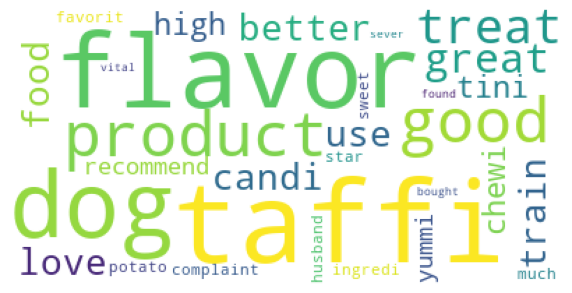 favorit
high
better
sever
treat
flavor
vital
great
food
sweet
found
tini
product
use
good
star
recommend
candi
chewi
train
dog
taffi
bought
love
potato
complaint
husband
ingredi
yummi
much